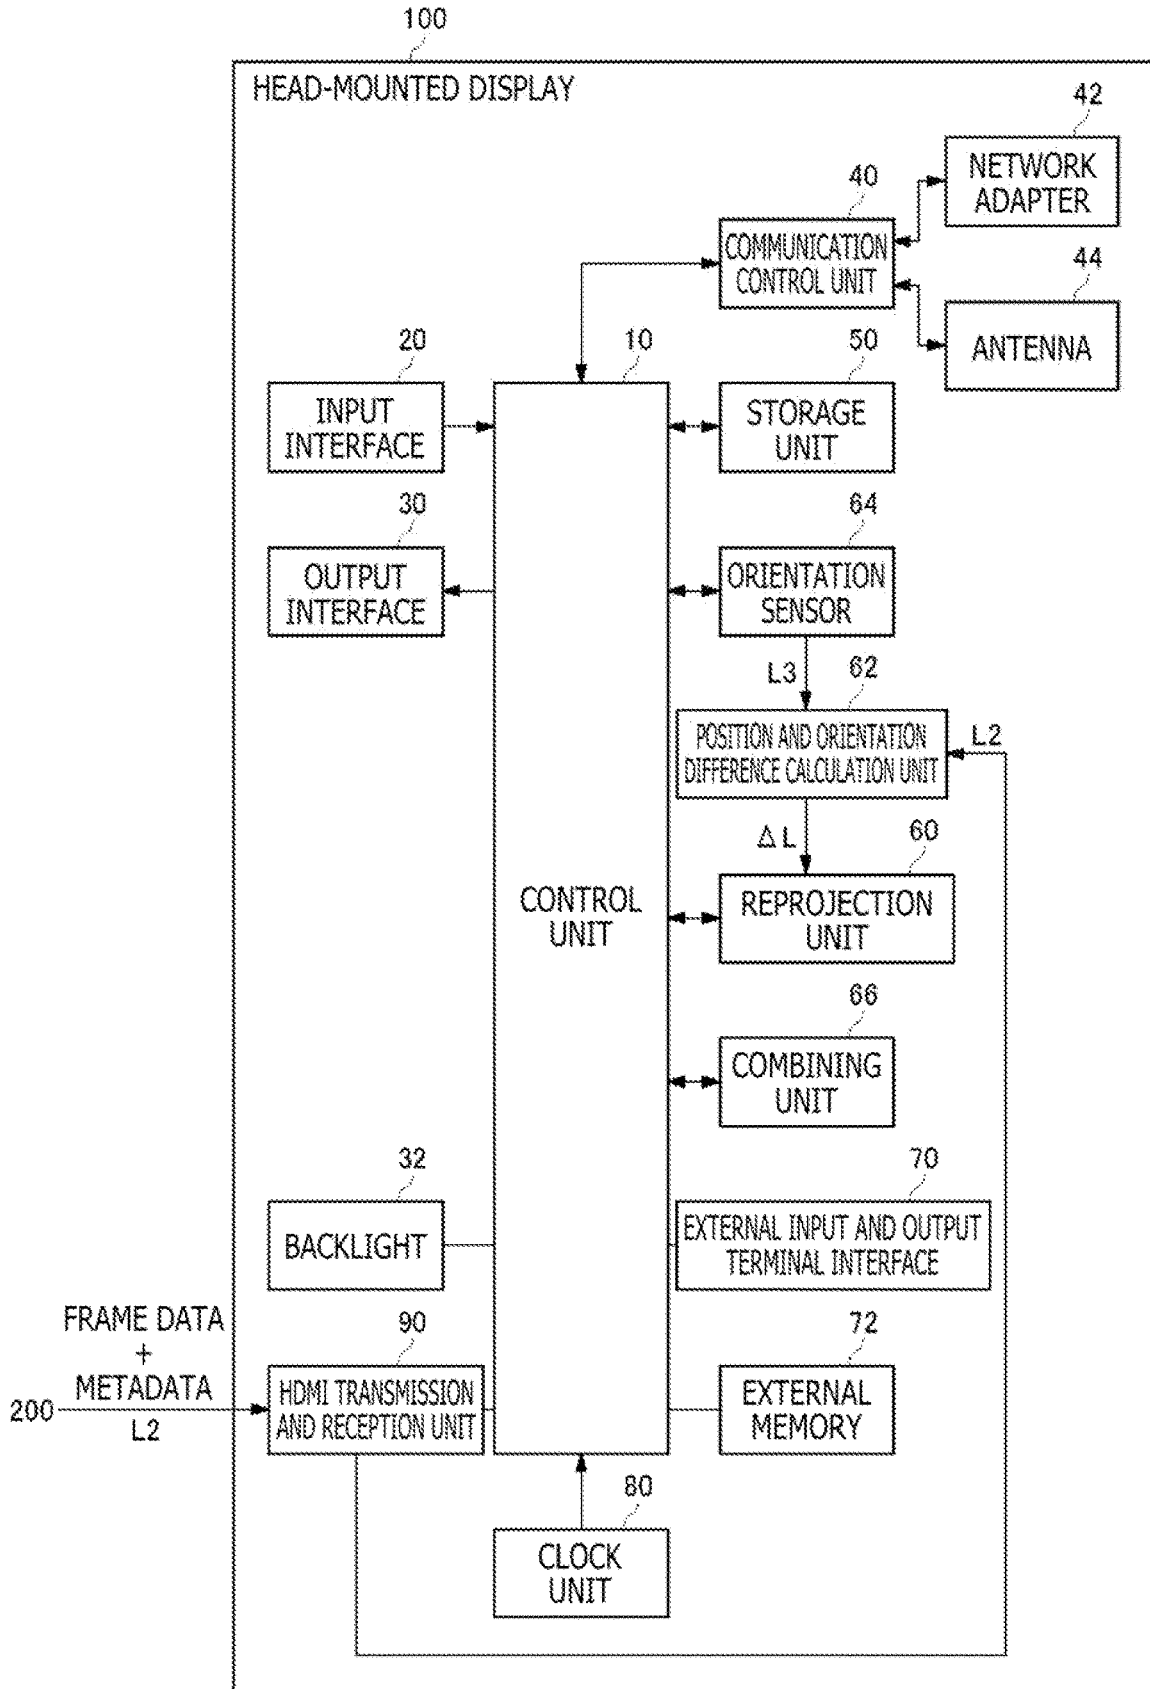 100
HEAD-MOUNTED DISPLAY
42
NETWORK
ADAPTER
40
COMMUNICATION
CONTROL UNIT
44
ANTENNA
20
INPUT
INTERFACE
10
CONTROL
UNIT
50
STORAGE
UNIT
30
OUTPUT
INTERFACE
64
ORIENTATION
SENSOR
L3
62
POSITION AND ORIENTATION
DIFFERENCE CALCULATION UNIT
L2
ΔL
60
REPROJECTION
UNIT
66
COMBINING
UNIT
32
BACKLIGHT
70
EXTERNAL INPUT AND OUTPUT
TERMINAL INTERFACE
FRAME DATA
+
METADATA
200
L2
90
HDMI TRANSMISSION
AND RECEPTION UNIT
72
EXTERNAL
MEMORY
80
CLOCK
UNIT